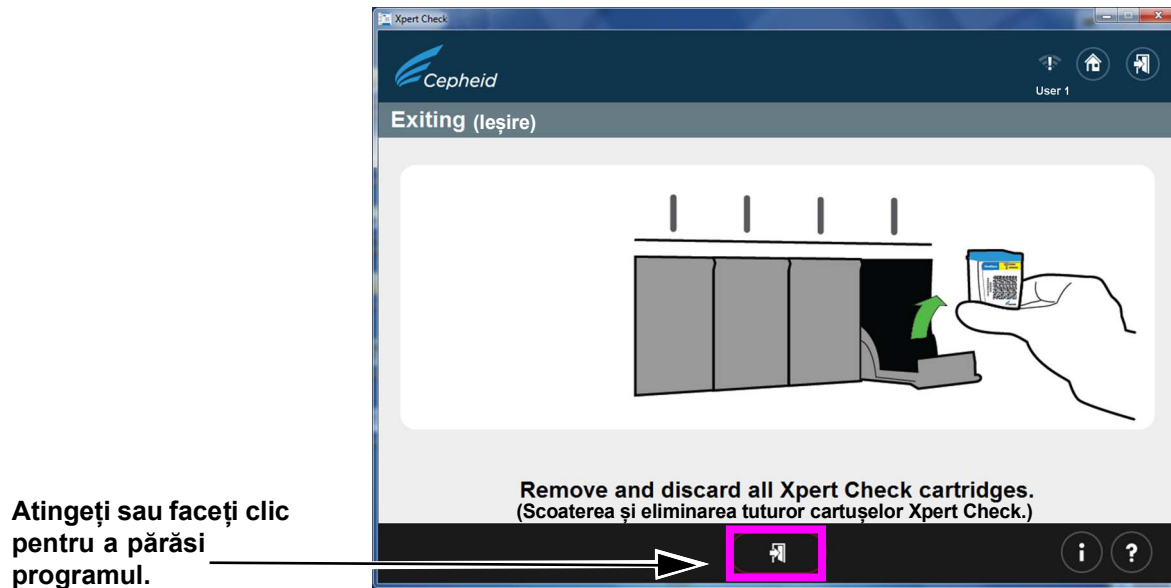 Xpert Check
Cepheid
User 1
Exiting (Ieșire)
Remove and discard all Xpert Check cartridges.
(Scoaterea și eliminarea tuturor cartușelor Xpert Check.)
Atingeți sau faceți clic
pentru a părăsi
programul.
i ?